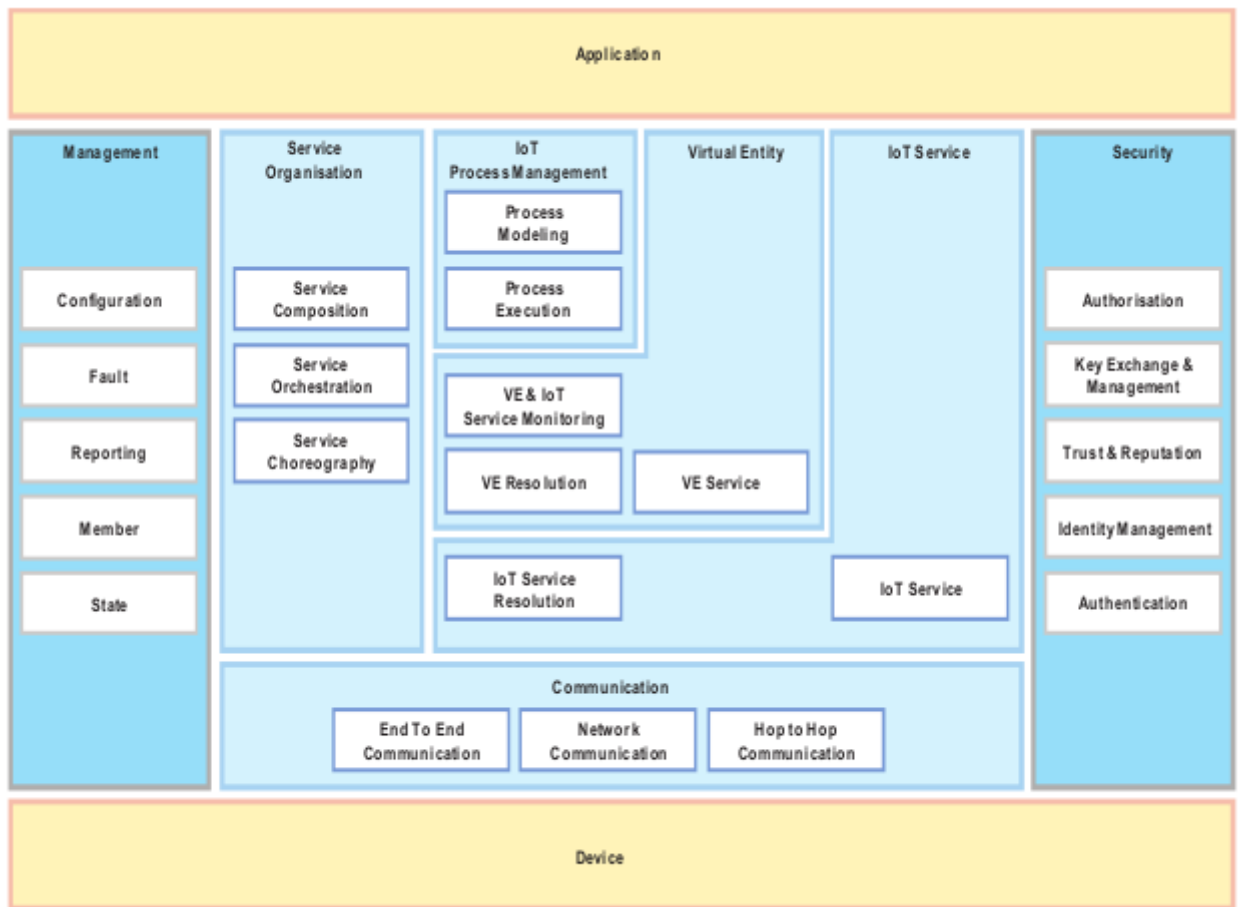 Application
Management
Configuration
Fault
Reporting
Member
State
Service
Organisation
Service
Composition
Service
Orchestration
Service
Choreography
IoT
Process Management
Process
Modeling
Process
Execution
Virtual Entity
VE & IoT
Service Monitoring
VE Resolution
VE Service
IoT Service
IoT Service
Resolution
IoT Service
Security
Authorisation
Key Exchange &
Management
Trust & Reputation
Identity Management
Authentication
Communication
End To End
Communication
Network
Communication
Hop to Hop
Communication
Device